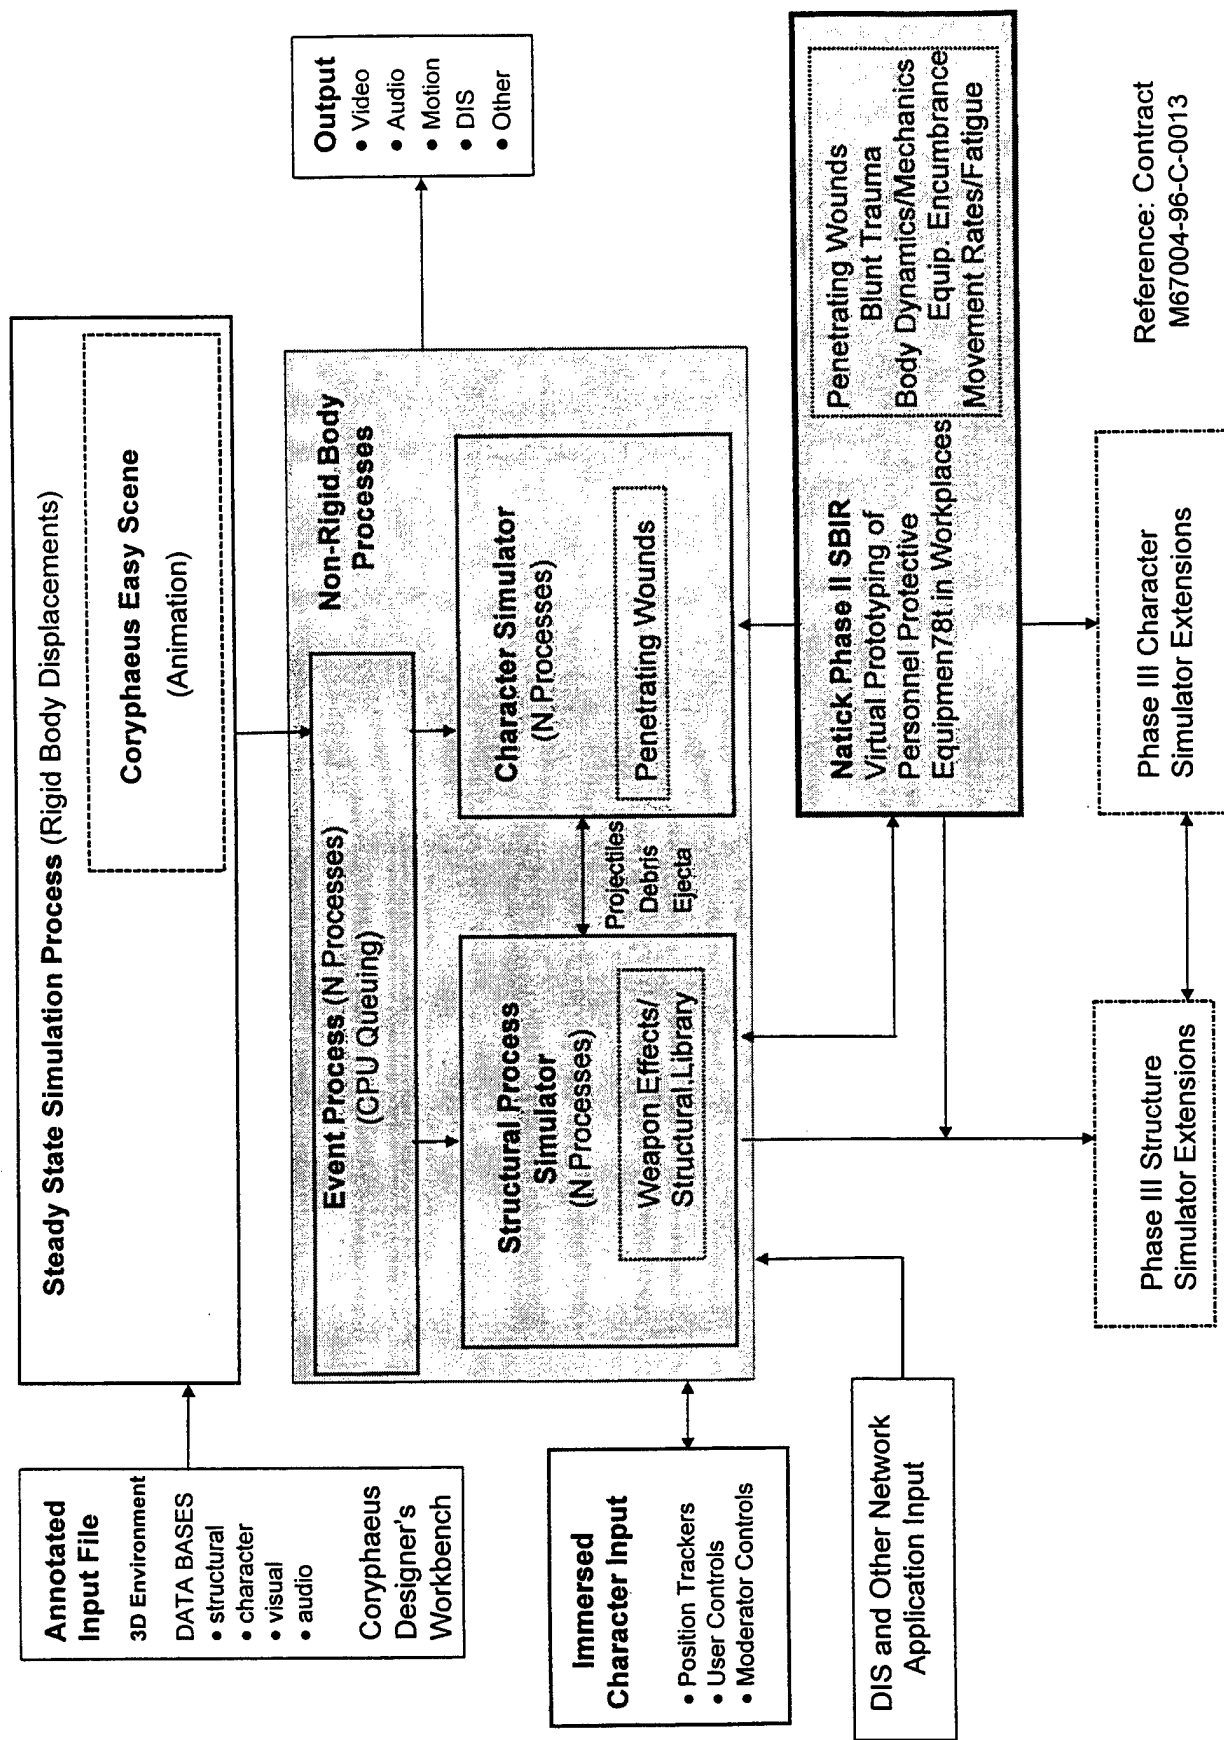 Annotated
Input File
3D Environment
DATA BASES
• structural
• character
• visual
• audio
Coryphaeus
Designer's
Workbench
Steady State Simulation Process (Rigid Body Displacements)
Coryphaeus Easy Scene
(Animation)
Immersed
Character Input
• Position Trackers
• User Controls
• Moderator Controls
Event Process (N Processes)
(CPU Queuing)
Non-Rigid Body
Processes
Structural Process
Simulator
(N Processes)
Weapon Effects/
Structural Library
Projectiles
Debris
Ejecta
Character Simulator
(N Processes)
Penetrating Wounds
Output
• Video
• Audio
• Motion
• DIS
• Other
DIS and Other Network
Application Input
Natick Phase II SBIR
Virtual Prototyping of
Personnel Protective
Equipmen78t in Workplaces
Penetrating Wounds
Blunt Trauma
Body Dynamics/Mechanics
Equip. Encumbrance
Movement Rates/Fatigue
Phase III Structure
Simulator Extensions
Phase III Character
Simulator Extensions
Reference: Contract
M67004-96-C-0013